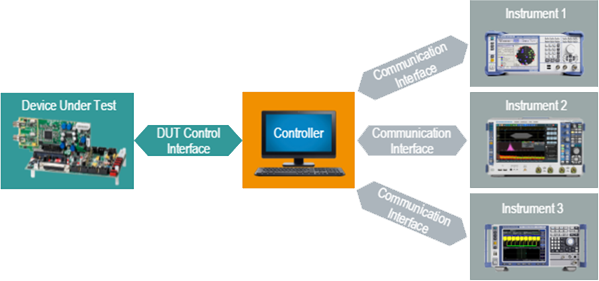 Device Under Test
DUT Control
Interface
Controller
Communication
Interface
Communication
Interface
Communication
Interface
Instrument 1
Instrument 2
Instrument 3